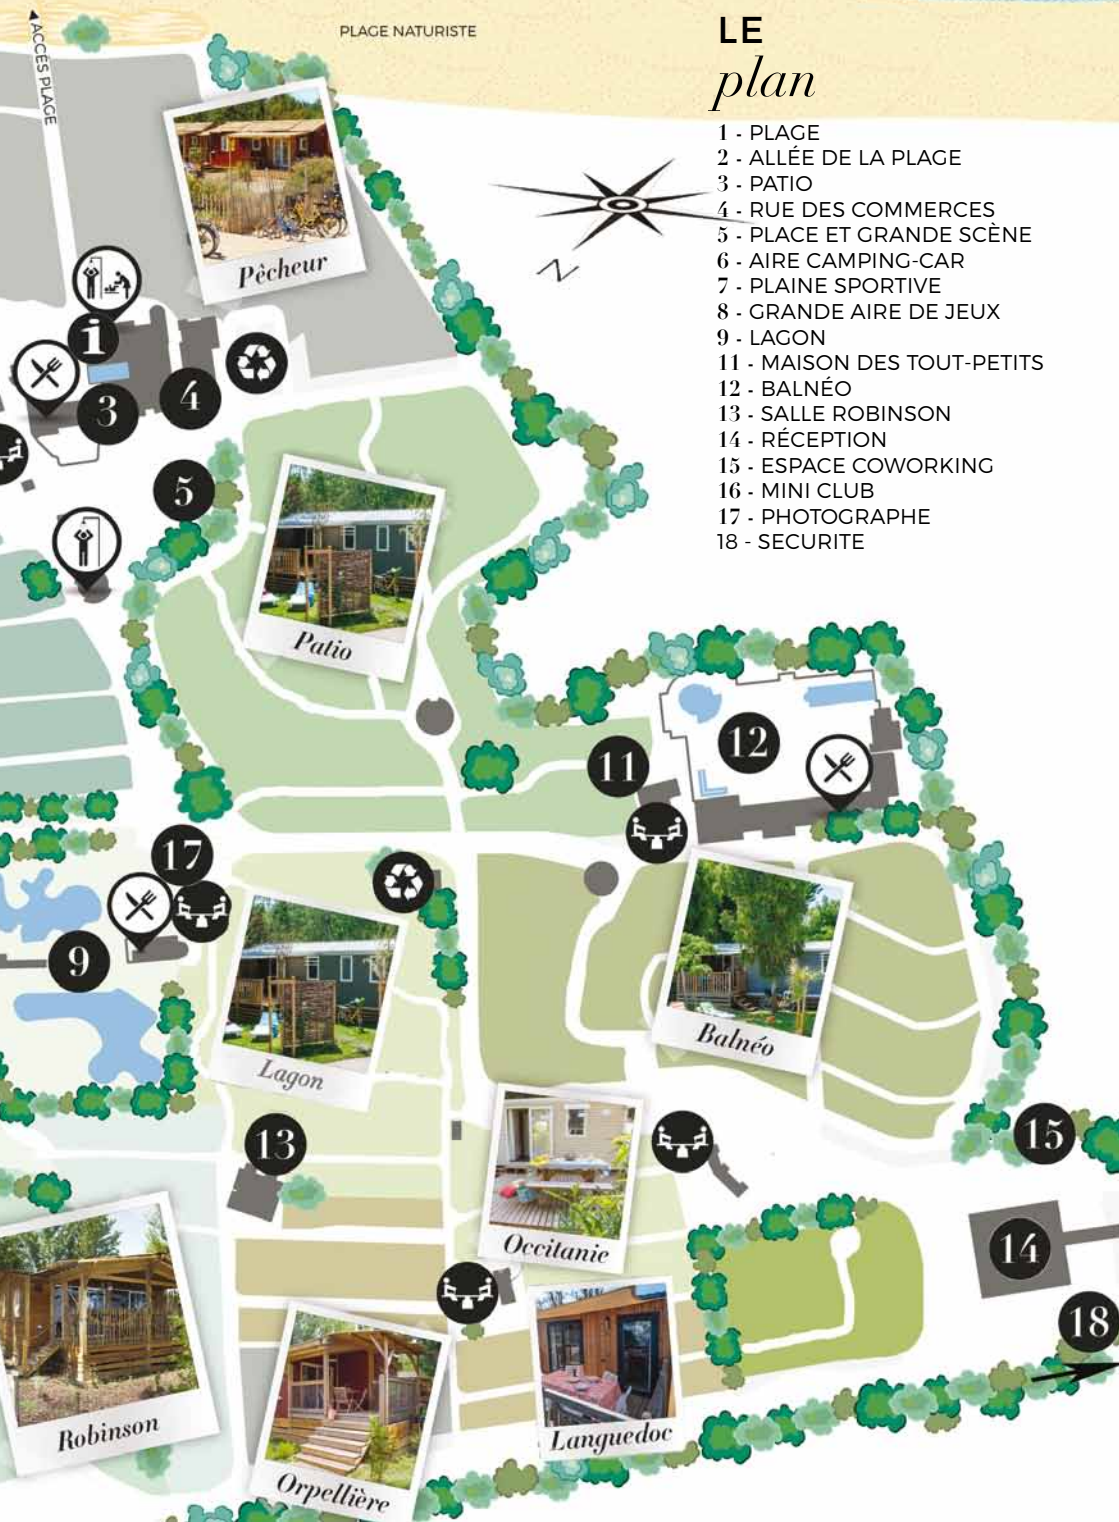 PLAGE NATURISTE
ACCÈS PLAGE
LE
plan
1 - PLAGE
2 - ALLÉE DE LA PLAGE
3 - PATIO
4 - RUE DES COMMERCES
5 - PLACE ET GRANDE SCÈNE
6 - AIRE CAMPING-CAR
7 - PLAINE SPORTIVE
8 - GRANDE AIRE DE JEUX
9 - LAGON
11 - MAISON DES TOUT-PETITS
12 - BALNÉO
13 - SALLE ROBINSON
14 - RÉCEPTION
15 - ESPACE COWORKING
16 - MINI CLUB
17 - PHOTOGRAPHE
18 - SECURITE
N
Pêcheur
i
3
4
5
Patio
11
12
17
9
Lagon
Balnéo
13
15
Occitanie
14
18
Robinson
Orpellière
Languedoc